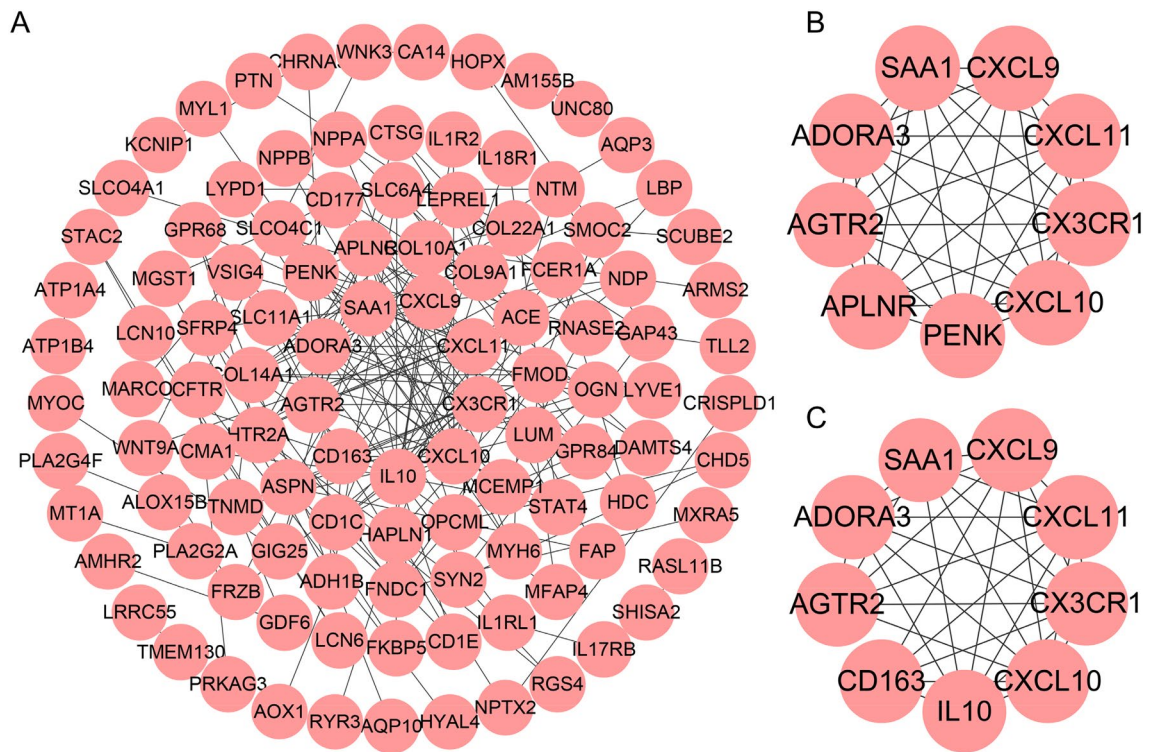 A
CHRNA
WNK3
CA14
HOPX
PTN
AM155B
MYL1
UNC80
KCNIP1
NPPA
CTSG
IL1R2
IL18R1
AQP3
NPPB
SLCO4A1
LYPD1
CD177
SLC6A4
LEPREL1
NTM
LBP
STAC2
GPR68
SLCO4C1
APLNR
COL10A1
COL22A1
SMOC2
SCUBE2
MGST1
VSIG4
PENK
COL9A1
FCER1A
NDP
ATP1A4
ARMS2
SAA1
CXCL9
LCN10
SFRP4
SLC11A1
ACE
RNASE2
GAP43
ATP1B4
ADORA3
CXCL11
TLL2
MARCO
CFTR
COL14A1
FMOD
OGN
LYVE1
MYOC
AGTR2
CX3CR1
CRISPLD1
WNT9A
CMA1
HTR2A
CD163
CXCL10
LUM
GPR84
DAMTS4
PLA2G4F
IL10
CHD5
ALOX15B
TNMD
ASPN
MCEMP1
STAT4
HDC
MT1A
CD1C
HAPLN1
OPCML
MXRA5
PLA2G2A
GIG25
MYH6
FAP
AMHR2
RASL11B
FRZB
ADH1B
FNDC1
SYN2
MFAP4
LRRC55
GDF6
SHISA2
LCN6
FKBP5
CD1E
IL1RL1
TMEM130
IL17RB
PRKAG3
RGS4
AOX1
RYR3
AQP10
HYAL4
NPTX2
B
SAA1
CXCL9
ADORA3
CXCL11
AGTR2
CX3CR1
APLNR
CXCL10
PENK
C
SAA1
CXCL9
ADORA3
CXCL11
AGTR2
CX3CR1
CD163
CXCL10
IL10